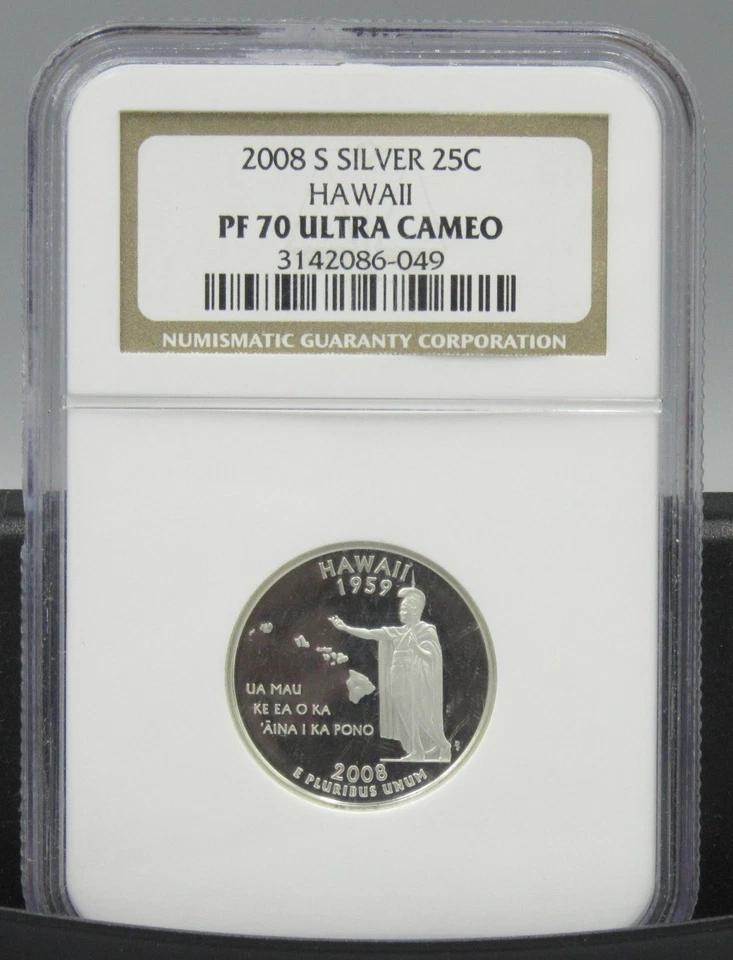 2008 S SILVER 25C
HAWAII
PF 70 ULTRA CAMEO
3142086-049
NUMISMATIC GUARANTY CORPORATION
HAWAII
1959
UA MAU
KE EA O KA
'ĀINA I KA PONO
2008
E PLURIBUS UNUM